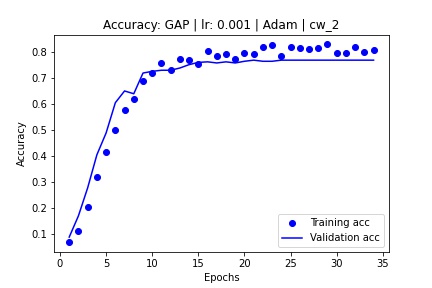 Accuracy: GAP | lr: 0.001 | Adam | cw_2
0.8
0.7
0.6
0.5
0.4
0.3
0.2
0.1
Accuracy
Training acc
Validation acc
0 5 10 15 20 25 30 35
Epochs